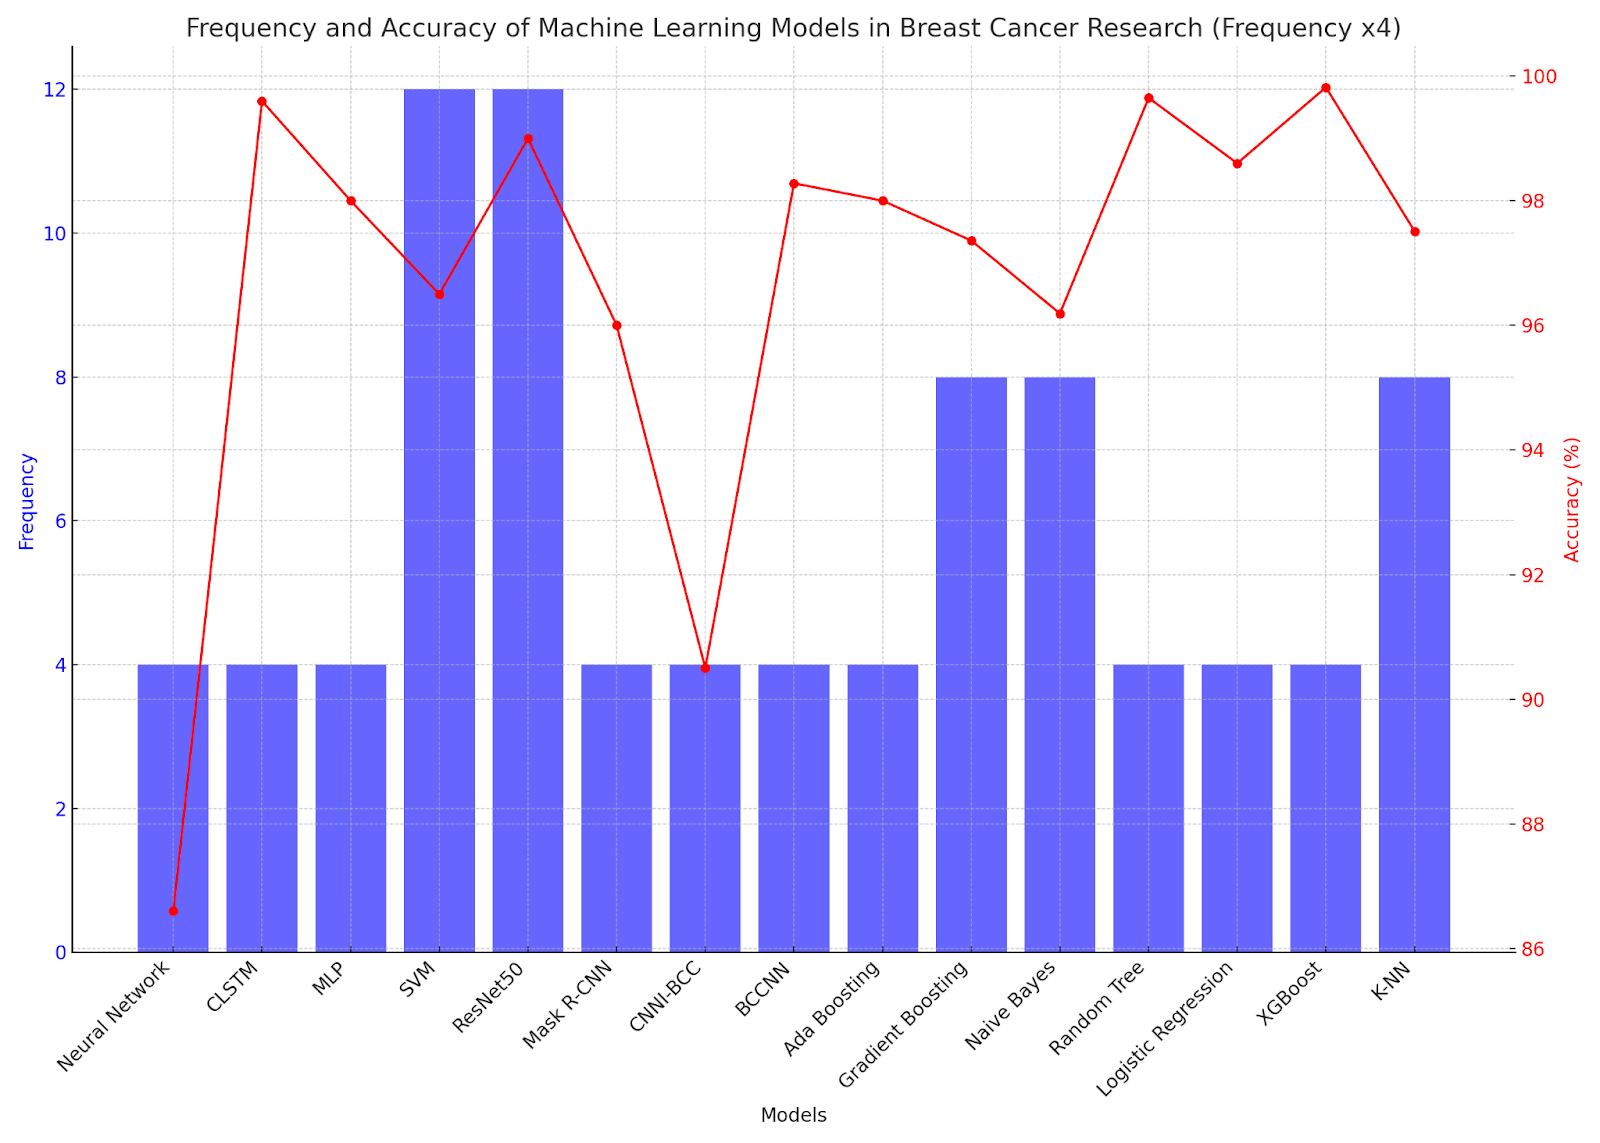 Frequency and Accuracy of Machine Learning Models in Breast Cancer Research (Frequency x4)
12
10
8
6
4
2
0
Frequency
100
98
96
94
92
90
88
86
Accuracy (%)
Neural Network
CLSTM
MLP
SVM
ResNet50
Mask R-CNN
CNNI-BCC
BCCNN
Ada Boosting
Gradient Boosting
Naive Bayes
Random Tree
Logistic Regression
XGBoost
K-NN
Models